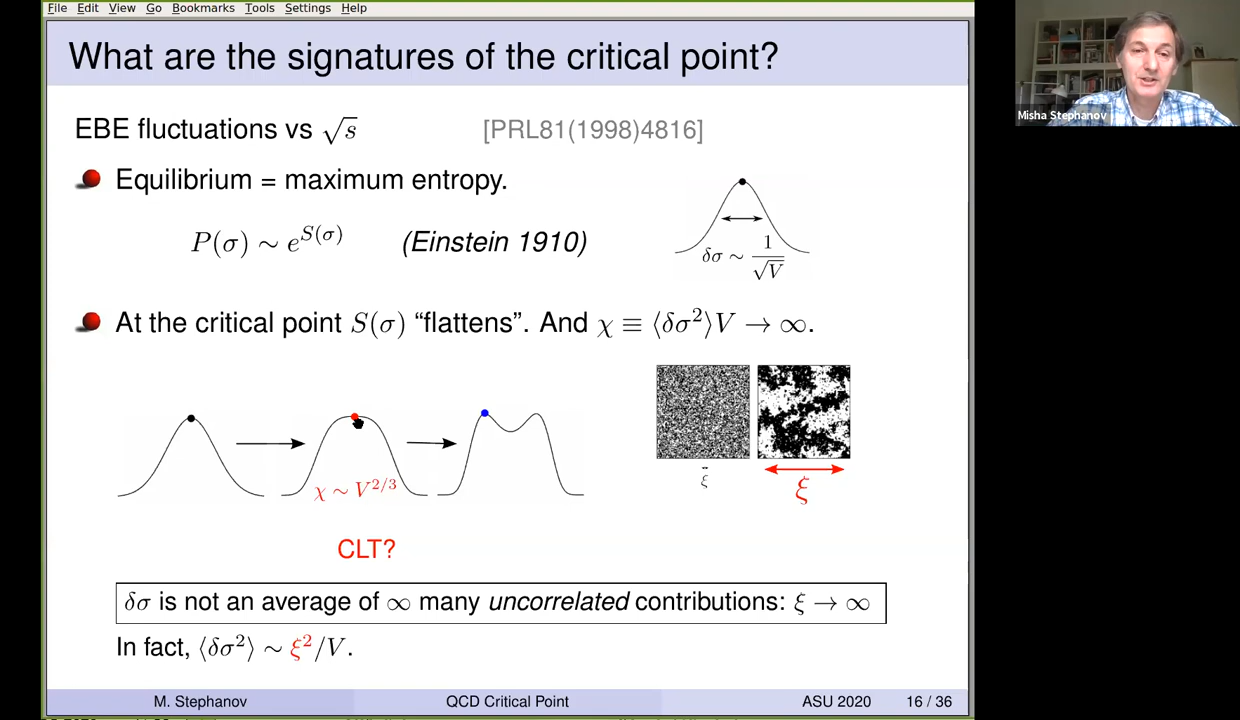 File Edit View Go Bookmarks Tools Settings Help
What are the signatures of the critical point?
Misha Stephanov
EBE fluctuations vs √s [PRL81(1998)4816]
Equilibrium = maximum entropy.
P(σ) ∼ e^{S(σ)} (Einstein 1910)
δσ ∼ 1/√V
At the critical point S(σ) “flattens”. And χ ≡ ⟨δσ²⟩V → ∞.
χ ∼ V^{2/3}
ξ
ξ
CLT?
δσ is not an average of ∞ many uncorrelated contributions: ξ → ∞
In fact, ⟨δσ²⟩ ∼ ξ²/V.
M. Stephanov QCD Critical Point ASU 2020 16 / 36